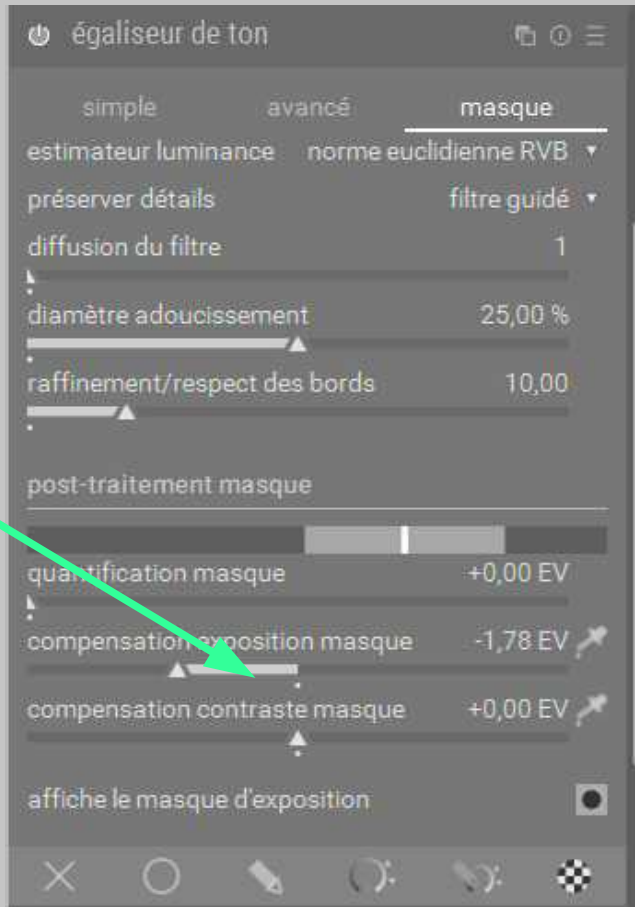 égaliseur de ton
simple avancé masque
estimateur luminance norme euclidienne RVB
préserver détails filtre guidé
diffusion du filtre 1
diamètre adoucissement 25,00 %
raffinement/respect des bords 10,00
post-traitement masque
quantification masque +0,00 EV
compensation exposition masque -1,78 EV
compensation contraste masque +0,00 EV
affiche le masque d'exposition